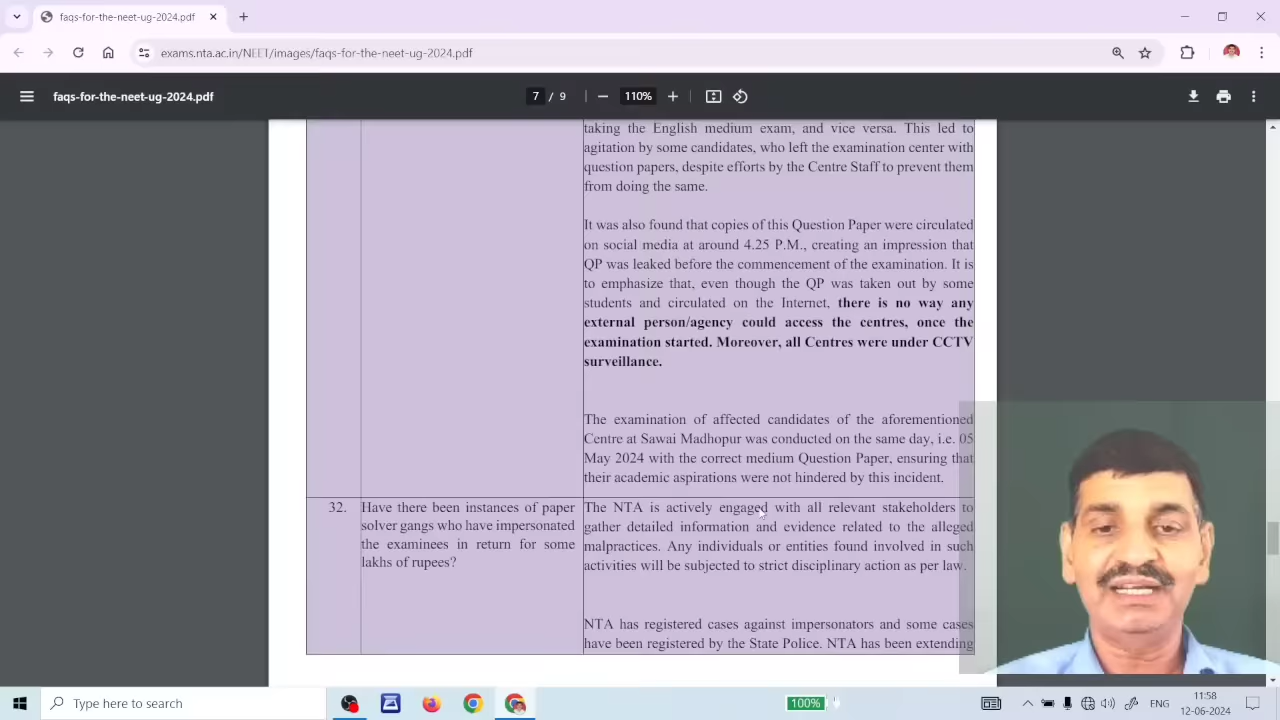 faqs-for-the-neet-ug-2024.pdf
exams.nta.ac.in/NEET/images/faqs-for-the-neet-ug-2024.pdf
faqs-for-the-neet-ug-2024.pdf
7 / 9
110%
taking the English medium exam, and vice versa. This led to
agitation by some candidates, who left the examination center with
question papers, despite efforts by the Centre Staff to prevent them
from doing the same.
It was also found that copies of this Question Paper were circulated
on social media at around 4.25 P.M., creating an impression that
QP was leaked before the commencement of the examination. It is
to emphasize that, even though the QP was taken out by some
students and circulated on the Internet, there is no way any
external person/agency could access the centres, once the
examination started. Moreover, all Centres were under CCTV
surveillance.
The examination of affected candidates of the aforementioned
Centre at Sawai Madhopur was conducted on the same day, i.e. 05
May 2024 with the correct medium Question Paper, ensuring that
their academic aspirations were not hindered by this incident.
32.
Have there been instances of paper
solver gangs who have impersonated
the examinees in return for some
lakhs of rupees?
The NTA is actively engaged with all relevant stakeholders to
gather detailed information and evidence related to the alleged
malpractices. Any individuals or entities found involved in such
activities will be subjected to strict disciplinary action as per law.
NTA has registered cases against impersonators and some cases
have been registered by the State Police. NTA has been extending
Type here to search
100%
ENG
11:58
12-06-2024